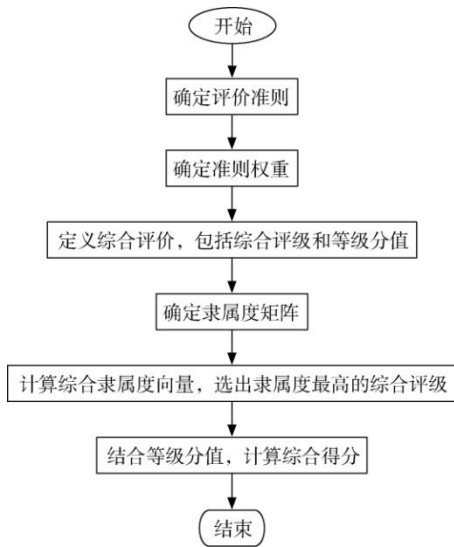 开始
确定评价准则
确定准则权重
定义综合评价，包括综合评级和等级分值
确定隶属度矩阵
计算综合隶属度向量，选出隶属度最高的综合评级
结合等级分值，计算综合得分
结束